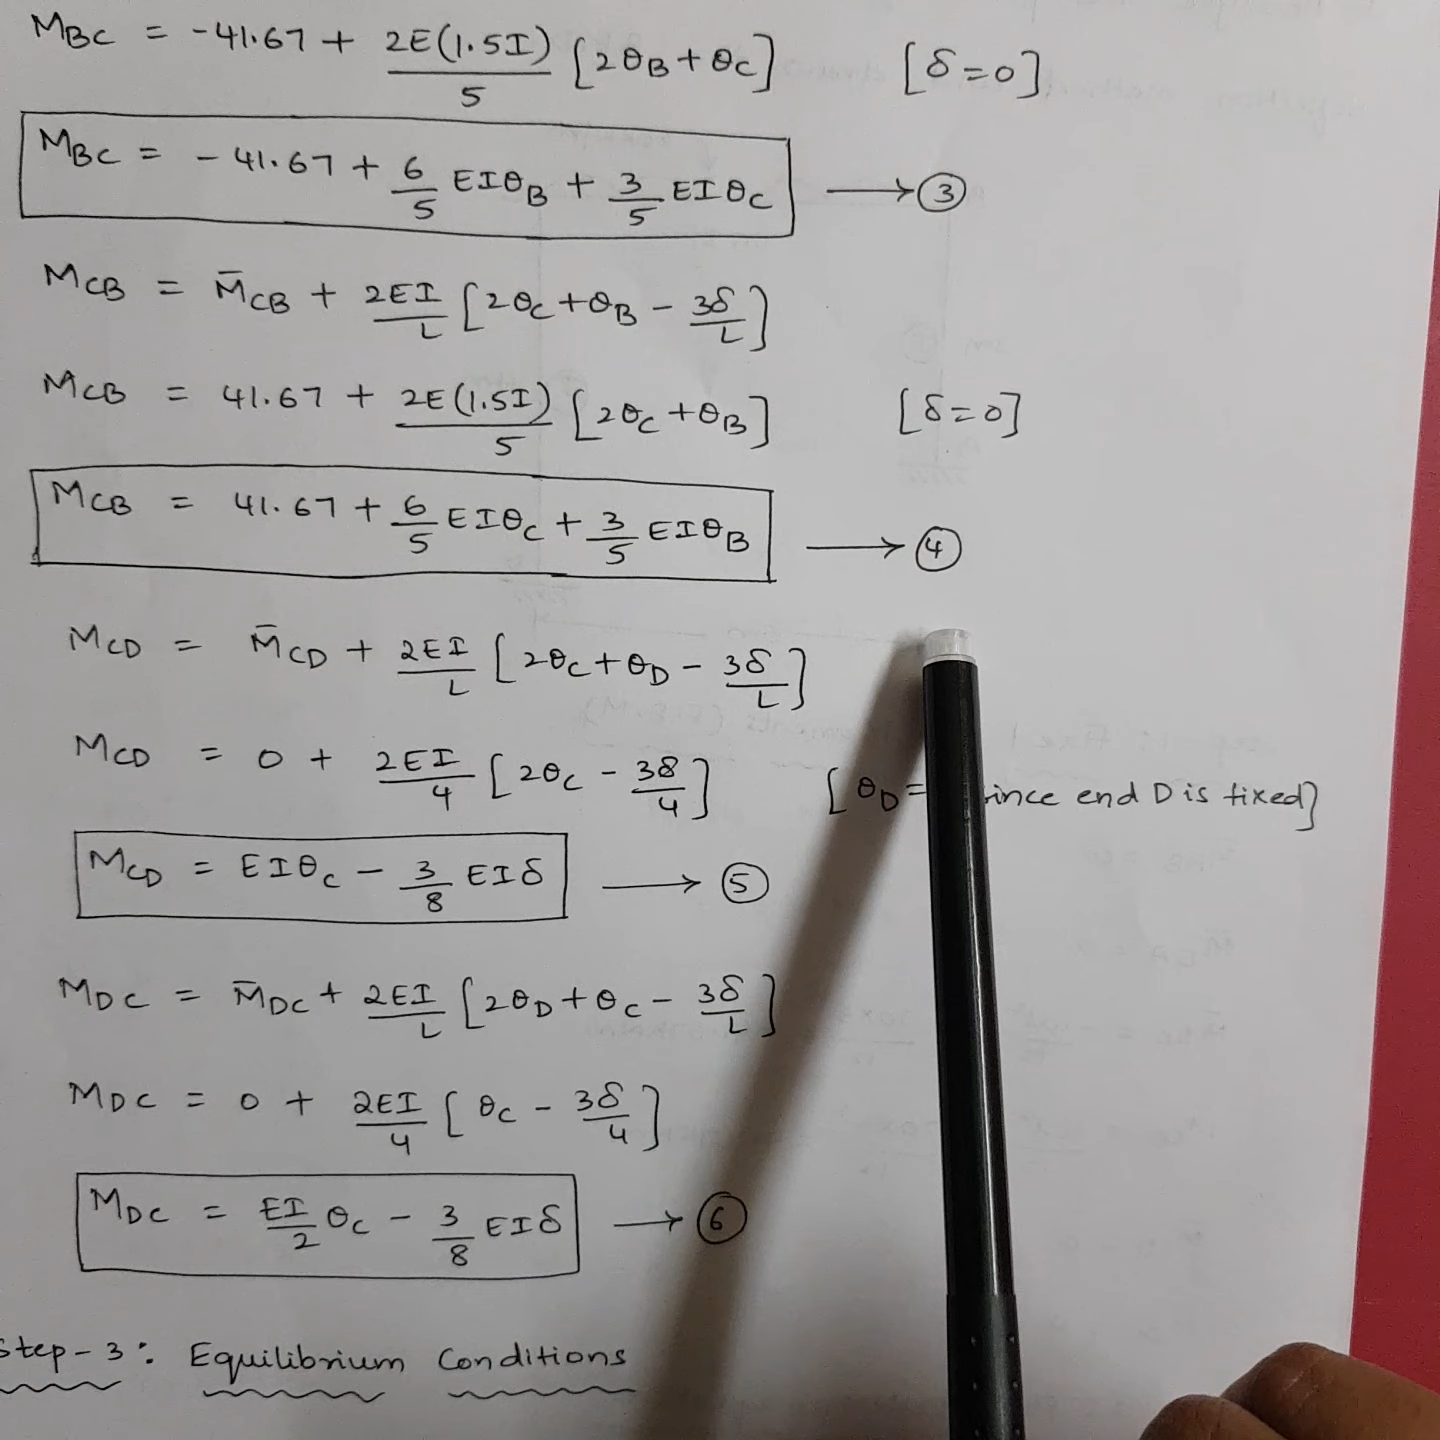 MBC = -41.67 + 2E(1.5I)/5 [2θB + θC] [δ=0]
MBC = -41.67 + 6/5 EIθB + 3/5 EIθC → ③
MCB = M̄CB + 2EI/L [2θC + θB - 3δ/L]
MCB = 41.67 + 2E(1.5I)/5 [2θC + θB] [δ=0]
MCB = 41.67 + 6/5 EIθC + 3/5 EIθB → ④
MCD = M̄CD + 2EI/L [2θC + θD - 3δ/L]
MCD = 0 + 2EI/4 [2θC - 3δ/4] [θD= since end D is fixed]
MCD = EIθC - 3/8 EIδ → ⑤
MDC = M̄DC + 2EI/L [2θD + θC - 3δ/L]
MDC = 0 + 2EI/4 [θC - 3δ/4]
MDC = EI/2 θC - 3/8 EIδ → ⑥
Step-3: Equilibrium Conditions